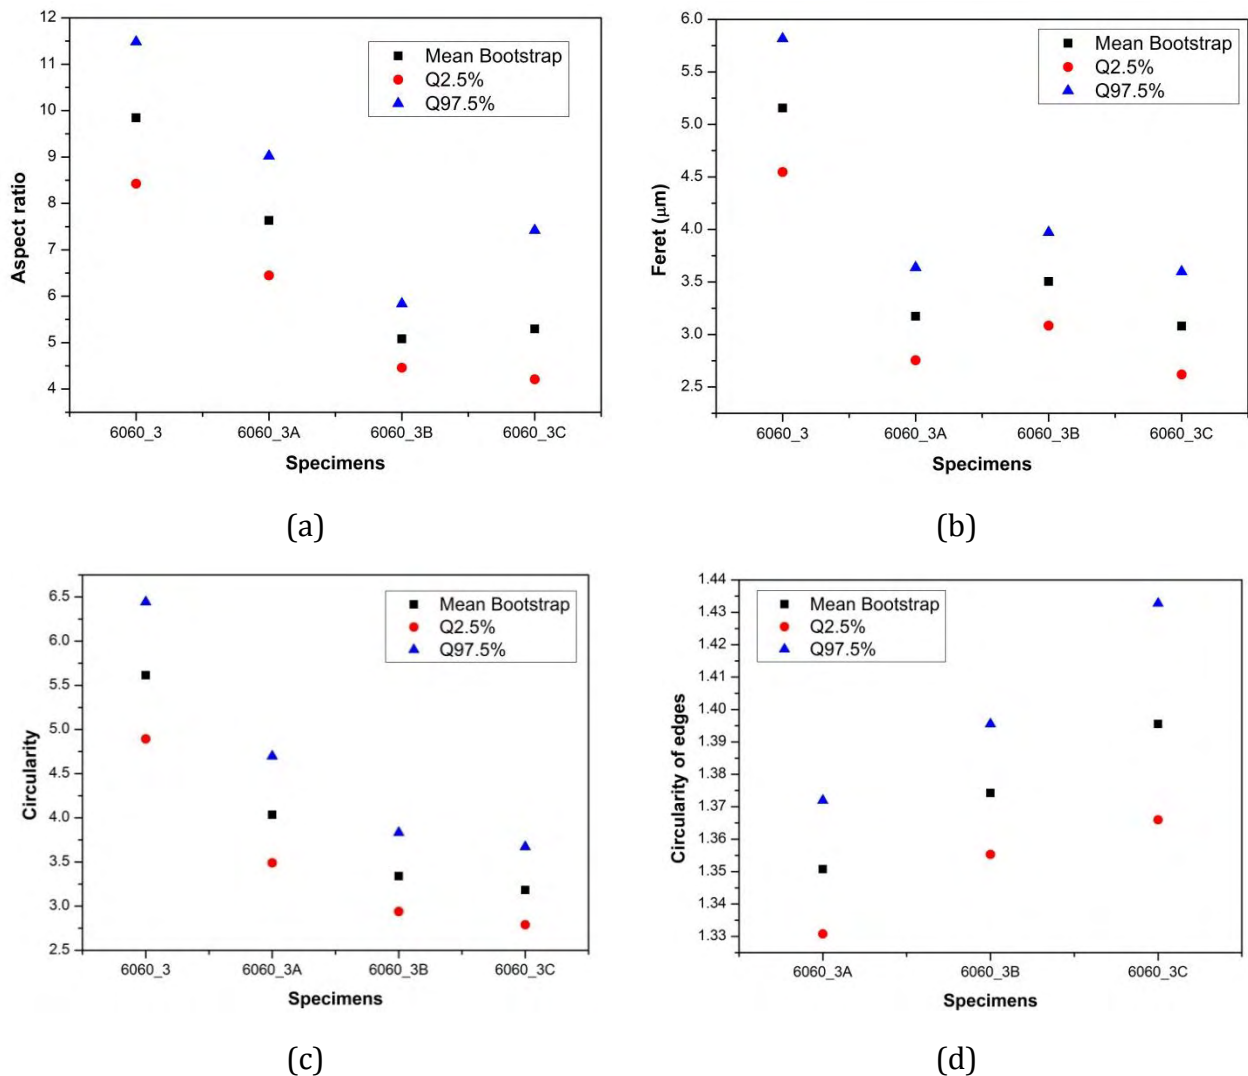 12
11
10
9
8
7
6
5
4
Aspect ratio
Mean Bootstrap
Q2.5%
Q97.5%
6060_3 6060_3A 6060_3B 6060_3C
Specimens
(a)
6.0
5.5
5.0
4.5
4.0
3.5
3.0
2.5
Feret (μm)
Mean Bootstrap
Q2.5%
Q97.5%
6060_3 6060_3A 6060_3B 6060_3C
Specimens
(b)
6.5
6.0
5.5
5.0
4.5
4.0
3.5
3.0
2.5
Circularity
Mean Bootstrap
Q2.5%
Q97.5%
6060_3 6060_3A 6060_3B 6060_3C
Specimens
(c)
1.44
1.43
1.42
1.41
1.40
1.39
1.38
1.37
1.36
1.35
1.34
1.33
Circularity of edges
Mean Bootstrap
Q2.5%
Q97.5%
6060_3A 6060_3B 6060_3C
Specimens
(d)